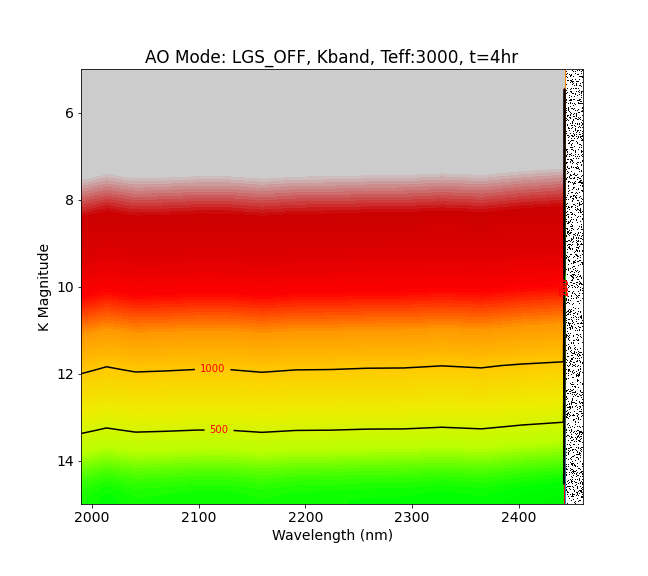 AO Mode: LGS_OFF, Kband, Teff:3000, t=4hr
6
8
10
12
14
K Magnitude
1000
500
2000 2100 2200 2300 2400
Wavelength (nm)